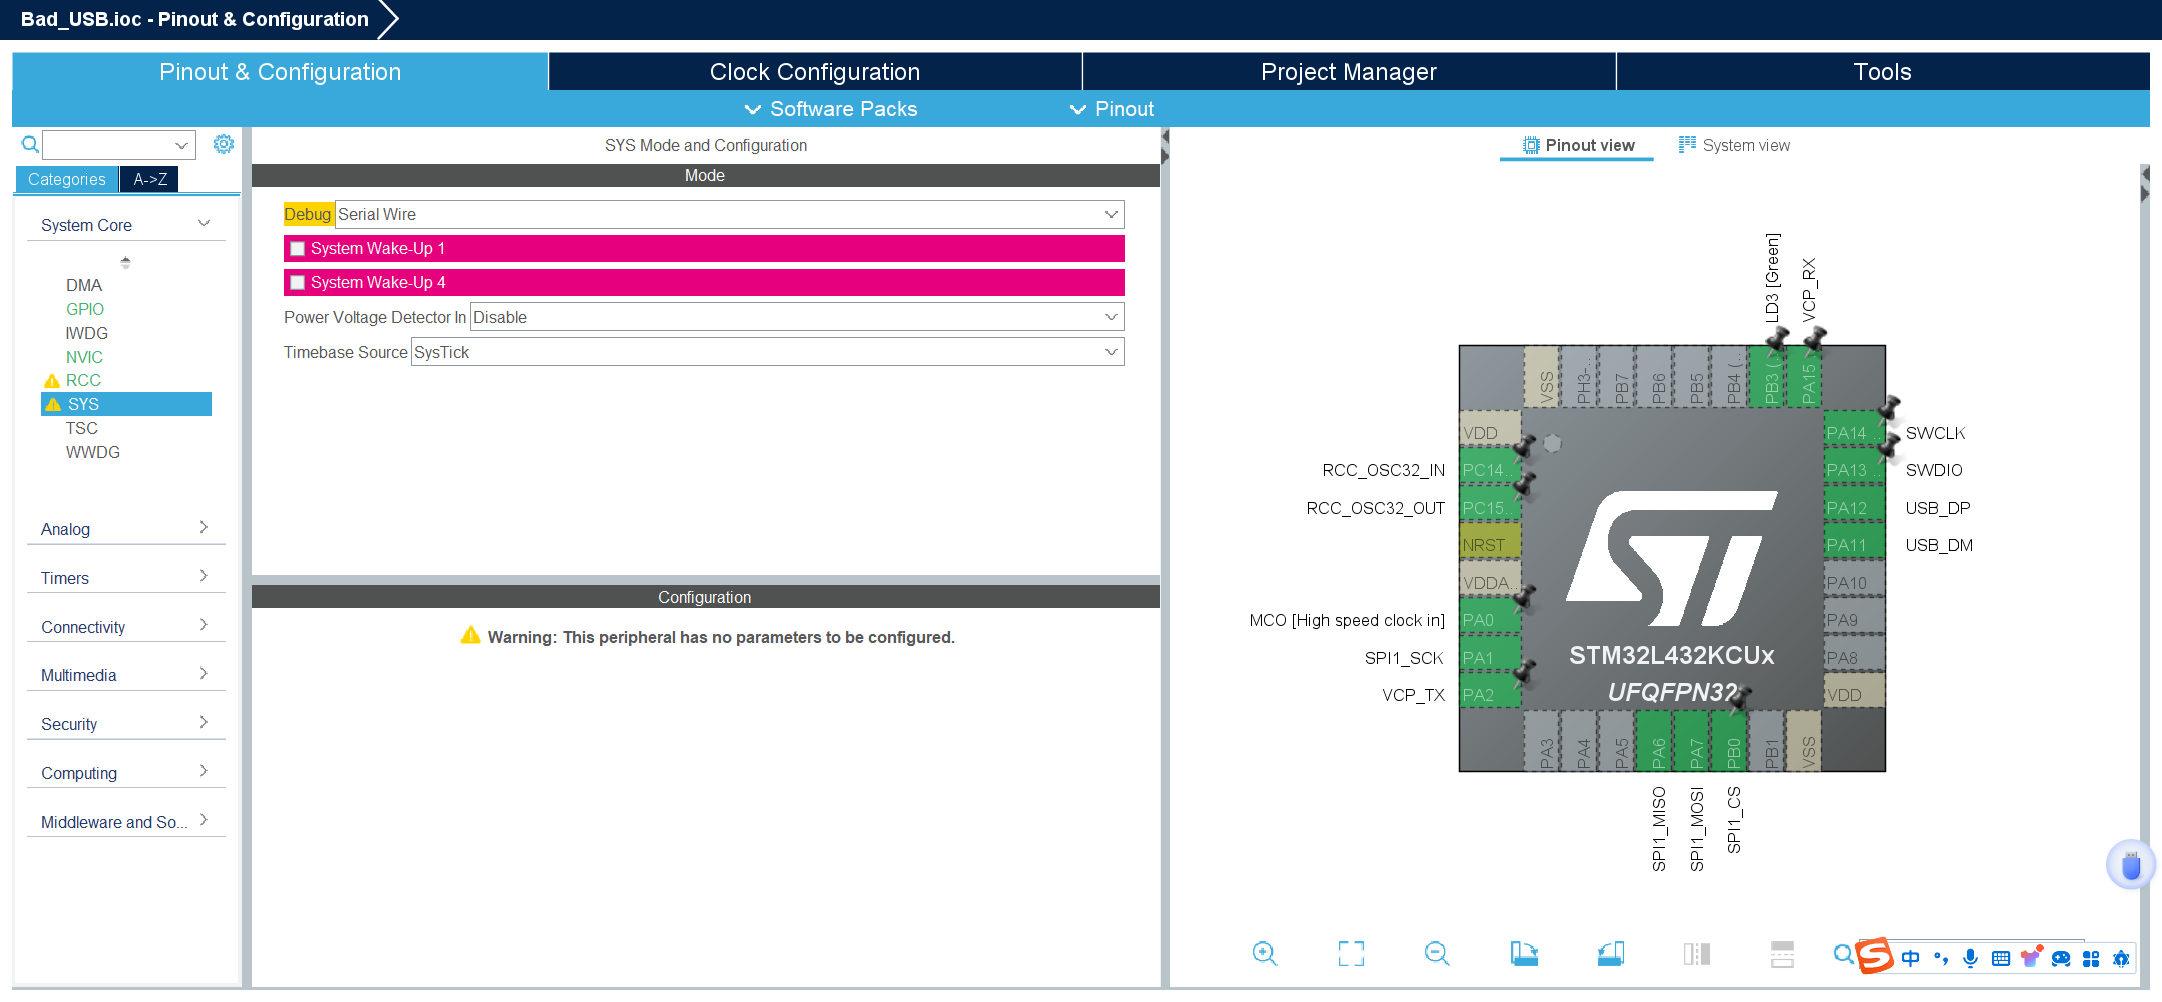 Bad_USB.ioc - Pinout & Configuration
Pinout & Configuration
Clock Configuration
Project Manager
Tools
Software Packs
Pinout
Categories
A->Z
System Core
DMA
GPIO
IWDG
NVIC
RCC
SYS
TSC
WWDG
Analog
Timers
Connectivity
Multimedia
Security
Computing
Middleware and So...
SYS Mode and Configuration
Mode
Debug Serial Wire
System Wake-Up 1
System Wake-Up 4
Power Voltage Detector In Disable
Timebase Source SysTick
Configuration
Warning: This peripheral has no parameters to be configured.
Pinout view
System view
LD3 [Green]
VCP_RX
VSS
PH3-...
PB7
PB6
PB5
PB4 (...
PB3 (...
PA15
VDD
PC14...
PC15...
NRST
VDDA...
PA0
PA1
PA2
RCC_OSC32_IN
RCC_OSC32_OUT
MCO [High speed clock in]
SPI1_SCK
VCP_TX
ST
STM32L432KCUx
UFQFPN32
PA14 ...
PA13 ...
PA12
PA11
PA10
PA9
PA8
VDD
SWCLK
SWDIO
USB_DP
USB_DM
PA3
PA4
PA5
PA6
PA7
PB0
PB1
VSS
SPI1_MISO
SPI1_MOSI
SPI1_CS
S
中